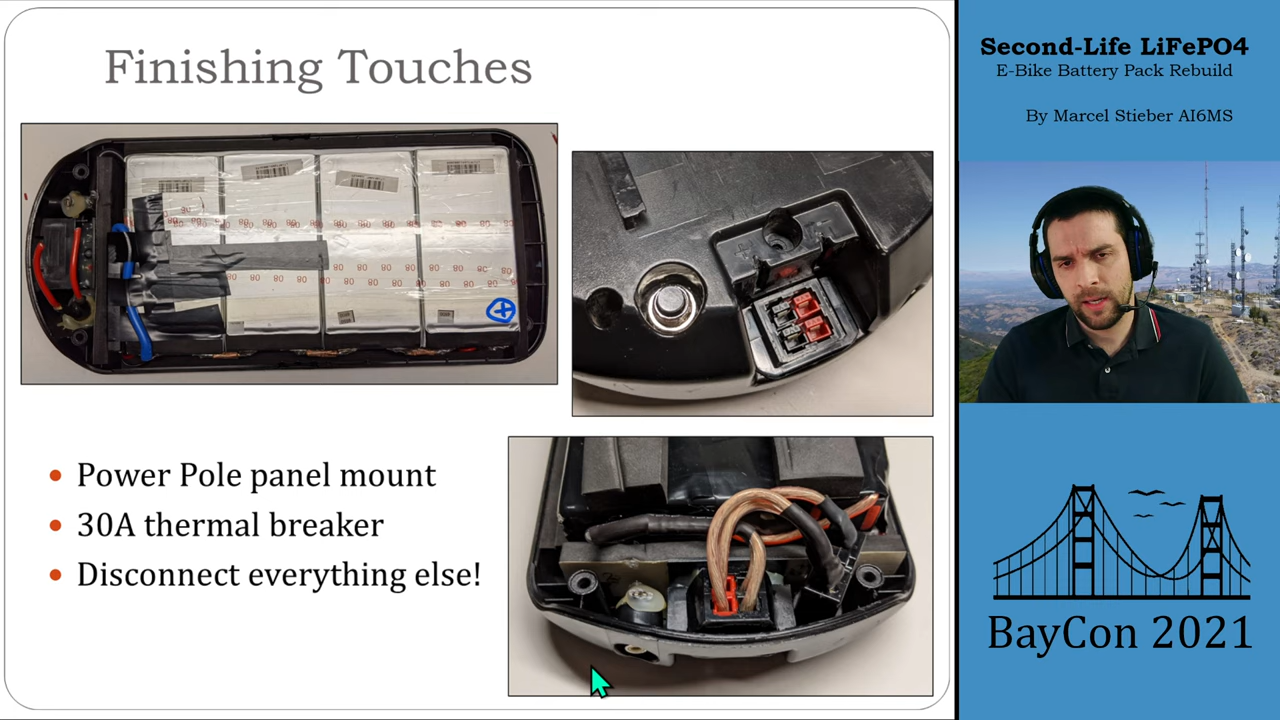 Finishing Touches
Power Pole panel mount
30A thermal breaker
Disconnect everything else!
Second-Life LiFePO4
E-Bike Battery Pack Rebuild
By Marcel Stieber AI6MS
BayCon 2021